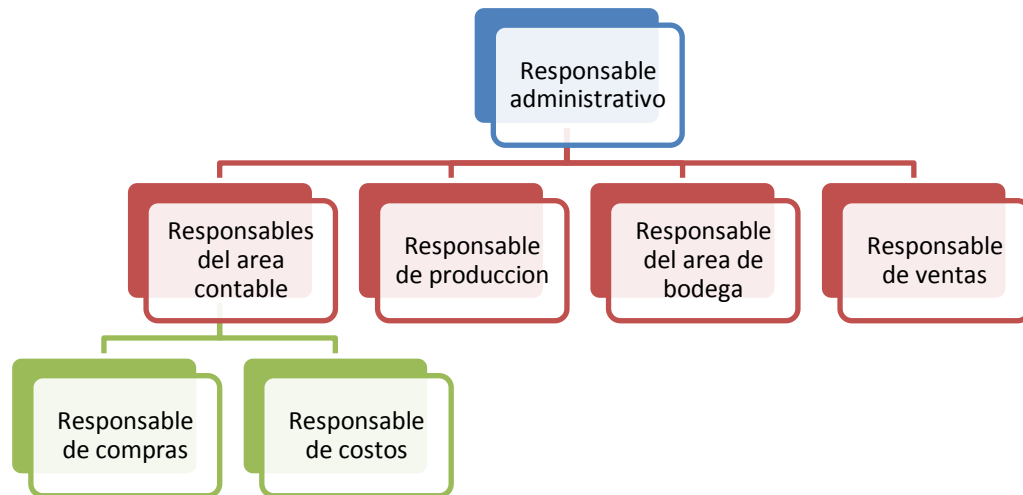 Responsable
administrativo
Responsables
del area
contable
Responsable
de produccion
Responsable
del area de
bodega
Responsable
de ventas
Responsable
de compras
Responsable
de costos